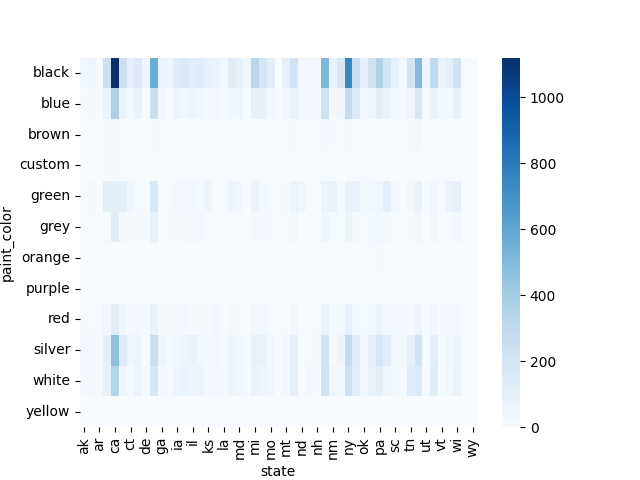 black
blue
brown
custom
green
grey
orange
purple
red
silver
white
yellow
paint_color
ak ar ca ct de ga ia il ks la md mi mo mt nd nh nm ny ok pa sc tn ut vt wi wy
state
1000
800
600
400
200
0